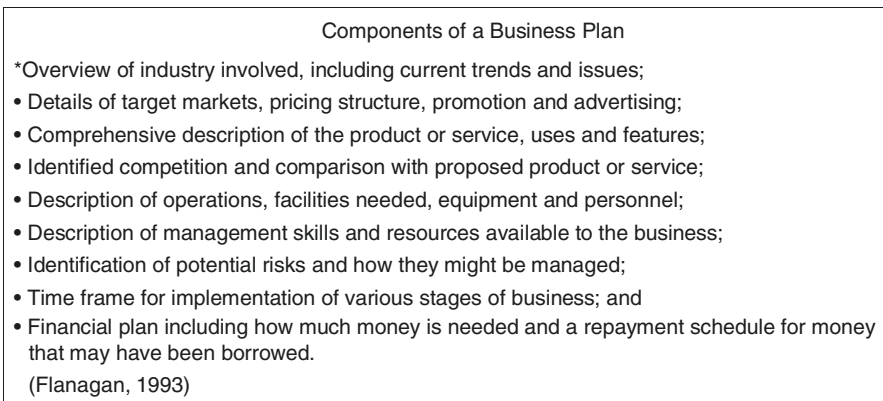 Components of a Business Plan
*Overview of industry involved, including current trends and issues;
• Details of target markets, pricing structure, promotion and advertising;
• Comprehensive description of the product or service, uses and features;
• Identified competition and comparison with proposed product or service;
• Description of operations, facilities needed, equipment and personnel;
• Description of management skills and resources available to the business;
• Identification of potential risks and how they might be managed;
• Time frame for implementation of various stages of business; and
• Financial plan including how much money is needed and a repayment schedule for money
that may have been borrowed.
(Flanagan, 1993)